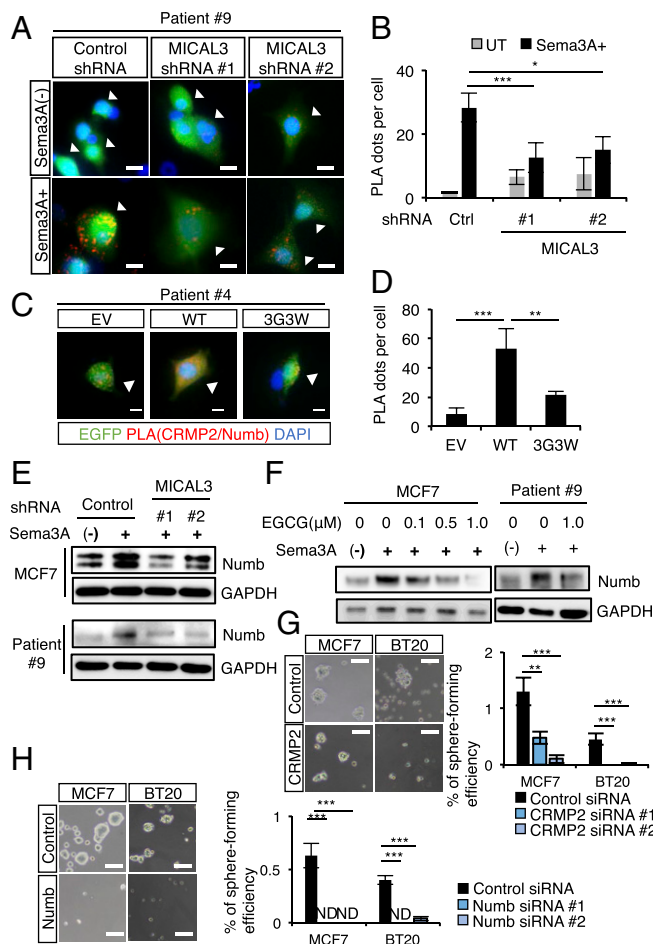 A
Patient #9
Control shRNA
MICAL3 shRNA #1
MICAL3 shRNA #2
Sema3A(-)
Sema3A+
B
UT
Sema3A+
PLA dots per cell
40
20
0
***
*
shRNA
Ctrl
#1
#2
MICAL3
C
Patient #4
EV
WT
3G3W
EGFP PLA(CRMP2/Numb) DAPI
D
PLA dots per cell
80
60
40
20
0
***
**
EV
WT
3G3W
E
shRNA
Control
MICAL3
#1
#2
Sema3A
(-)
+
+
+
MCF7
Numb
GAPDH
Patient #9
Numb
GAPDH
F
MCF7
Patient #9
EGCG(μM)
0 0 0.1 0.5 1.0
0 0 1.0
Sema3A
(-) + + + +
(-) + +
Numb
GAPDH
G
MCF7
BT20
Control
CRMP2
% of sphere-forming efficiency
2
1
0
***
**
***
***
MCF7
BT20
Control siRNA
CRMP2 siRNA #1
CRMP2 siRNA #2
H
MCF7
BT20
Control
Numb
% of sphere-forming efficiency
1
0.5
0
***
***
***
***
NDND
ND
MCF7
BT20
Control siRNA
Numb siRNA #1
Numb siRNA #2